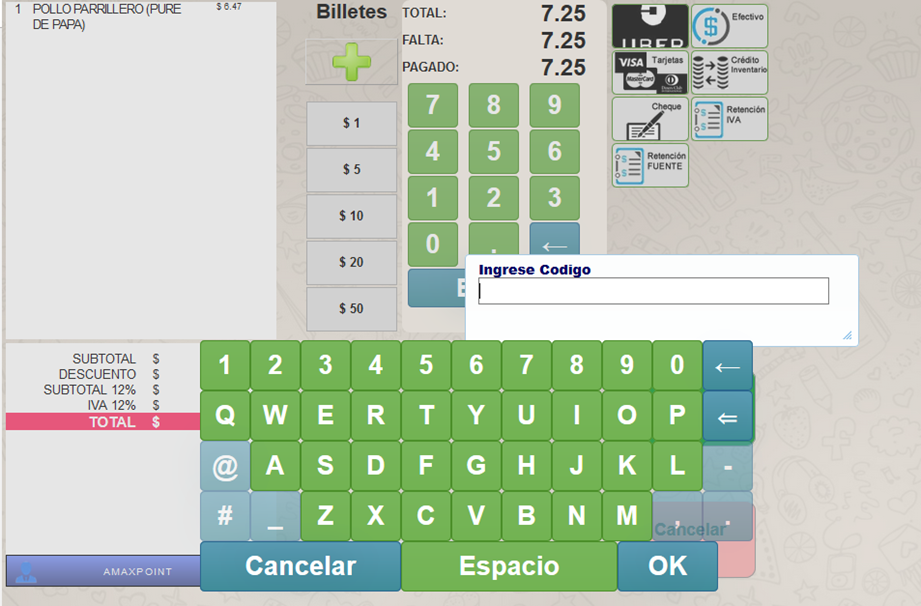 1 POLLO PARRILLERO (PURE DE PAPA) $ 6.47
Billetes
$ 1
$ 5
$ 10
$ 20
$ 50
TOTAL: 7.25
FALTA: 7.25
PAGADO: 7.25
7 8 9
4 5 6
1 2 3
0 . ←
UBER
Efectivo
VISA Tarjetas
MasterCard
Crédito Inventario
Cheque
Retención IVA
Retención FUENTE
Ingrese Codigo
SUBTOTAL $
DESCUENTO $
SUBTOTAL 12% $
IVA 12% $
TOTAL $
AMAXPOINT
1 2 3 4 5 6 7 8 9 0 ←
Q W E R T Y U I O P ⇐
@ A S D F G H J K L -
# _ Z X C V B N M , .
Cancelar
Cancelar Espacio OK